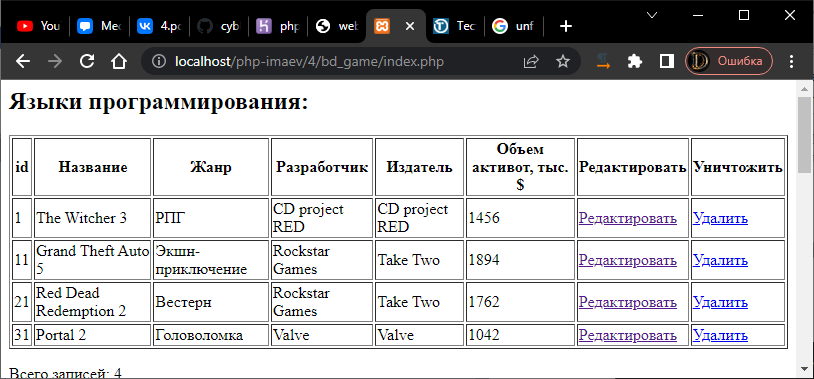 You
Мес
4.рс
cyb
php
web
Тес
unf
localhost/php-imaev/4/bd_game/index.php
Ошибка
Языки программирования:
id Название Жанр Разработчик Издатель Объем активот, тыс. $ Редактировать Уничтожить
1 The Witcher 3 РПГ CD project RED CD project RED 1456 Редактировать Удалить
11 Grand Theft Auto 5 Экшн-приключение Rockstar Games Take Two 1894 Редактировать Удалить
21 Red Dead Redemption 2 Вестерн Rockstar Games Take Two 1762 Редактировать Удалить
31 Portal 2 Головоломка Valve Valve 1042 Редактировать Удалить
Всего записей: 4